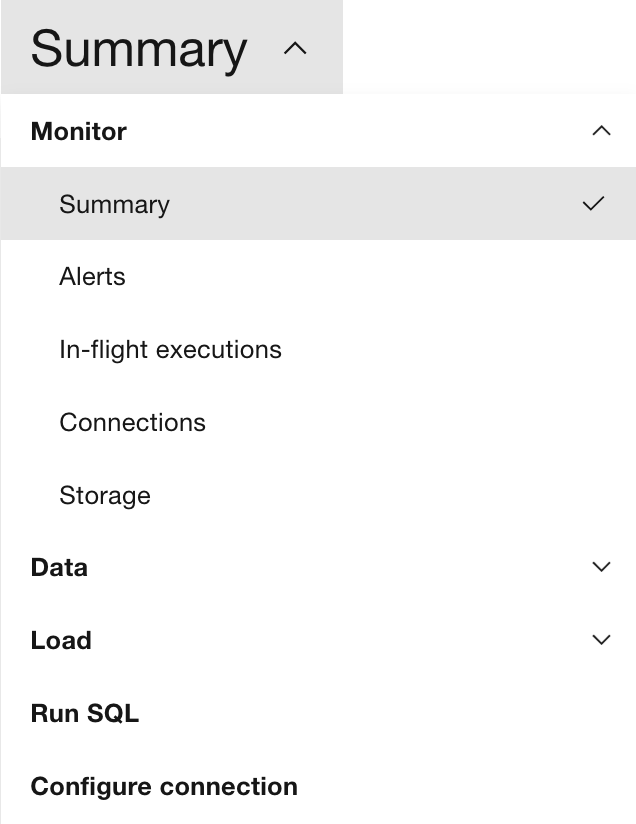 Summary
Monitor
Summary
Alerts
In-flight executions
Connections
Storage
Data
Load
Run SQL
Configure connection